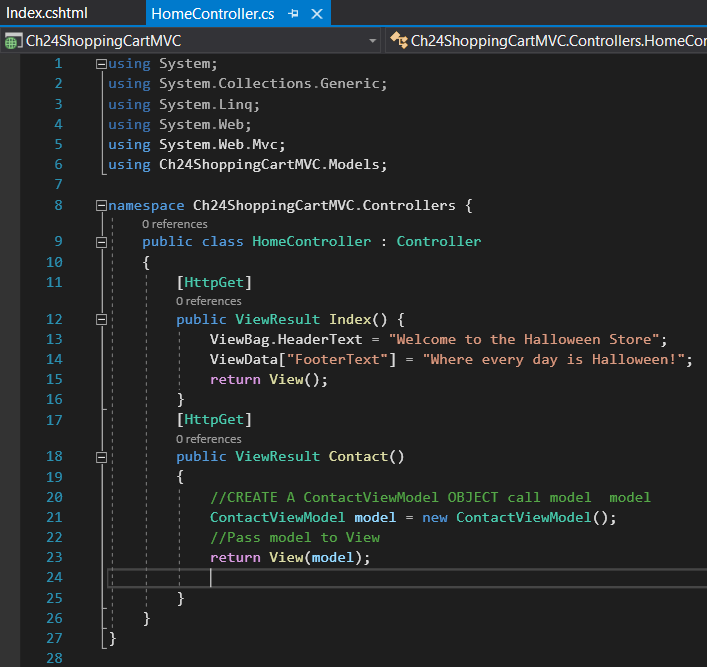 Index.cshtml HomeController.cs
Ch24ShoppingCartMVC Ch24ShoppingCartMVC.Controllers.HomeCor
1 using System;
2 using System.Collections.Generic;
3 using System.Linq;
4 using System.Web;
5 using System.Web.Mvc;
6 using Ch24ShoppingCartMVC.Models;
7
8 namespace Ch24ShoppingCartMVC.Controllers {
0 references
9 public class HomeController : Controller
10 {
11 [HttpGet]
0 references
12 public ViewResult Index() {
13 ViewBag.HeaderText = "Welcome to the Halloween Store";
14 ViewData["FooterText"] = "Where every day is Halloween!";
15 return View();
16 }
17 [HttpGet]
0 references
18 public ViewResult Contact()
19 {
20 //CREATE A ContactViewModel OBJECT call model  model
21 ContactViewModel model = new ContactViewModel();
22 //Pass model to View
23 return View(model);
24
25 }
26 }
27 }
28